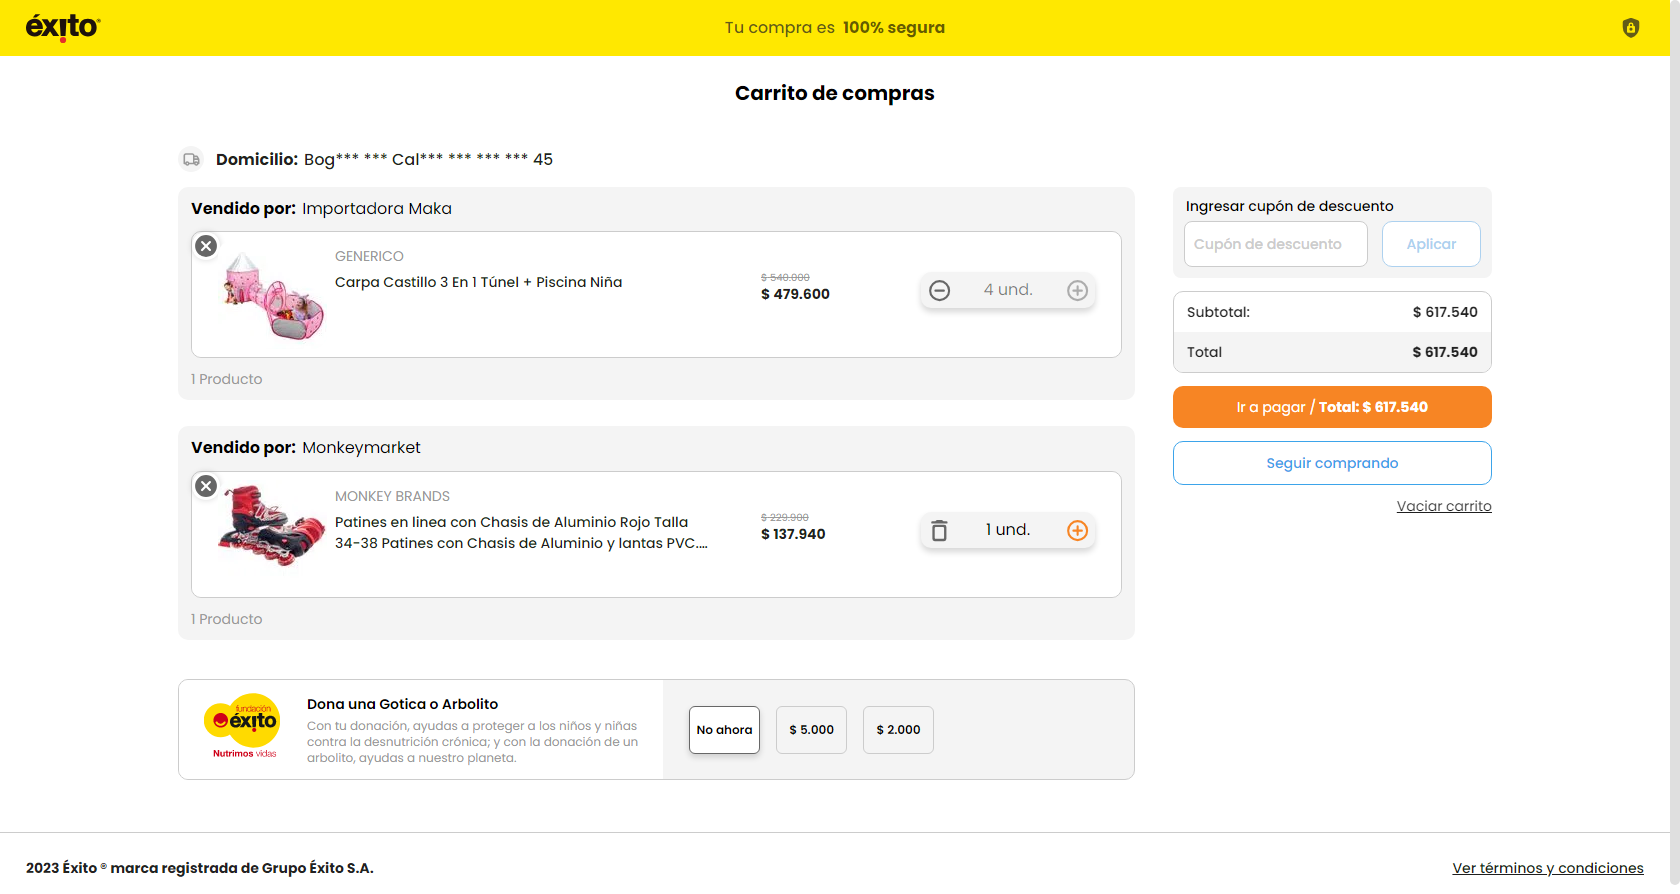 éxito®
Tu compra es 100% segura
Carrito de compras
Domicilio: Bog*** *** Cal*** *** *** *** 45
Vendido por: Importadora Maka
GENERICO
Carpa Castillo 3 En 1 Túnel + Piscina Niña
$ 540.000
$ 479.600
4 und.
1 Producto
Vendido por: Monkeymarket
MONKEY BRANDS
Patines en linea con Chasis de Aluminio Rojo Talla
34-38 Patines con Chasis de Aluminio y lantas PVC....
$ 229.900
$ 137.940
1 und.
1 Producto
Ingresar cupón de descuento
Cupón de descuento
Aplicar
Subtotal: $ 617.540
Total $ 617.540
Ir a pagar / Total: $ 617.540
Seguir comprando
Vaciar carrito
fundación
éxito
Nutrimos vidas
Dona una Gotica o Arbolito
Con tu donación, ayudas a proteger a los niños y niñas
contra la desnutrición crónica; y con la donación de un
arbolito, ayudas a nuestro planeta.
No ahora
$ 5.000
$ 2.000
2023 Éxito ® marca registrada de Grupo Éxito S.A.
Ver términos y condiciones